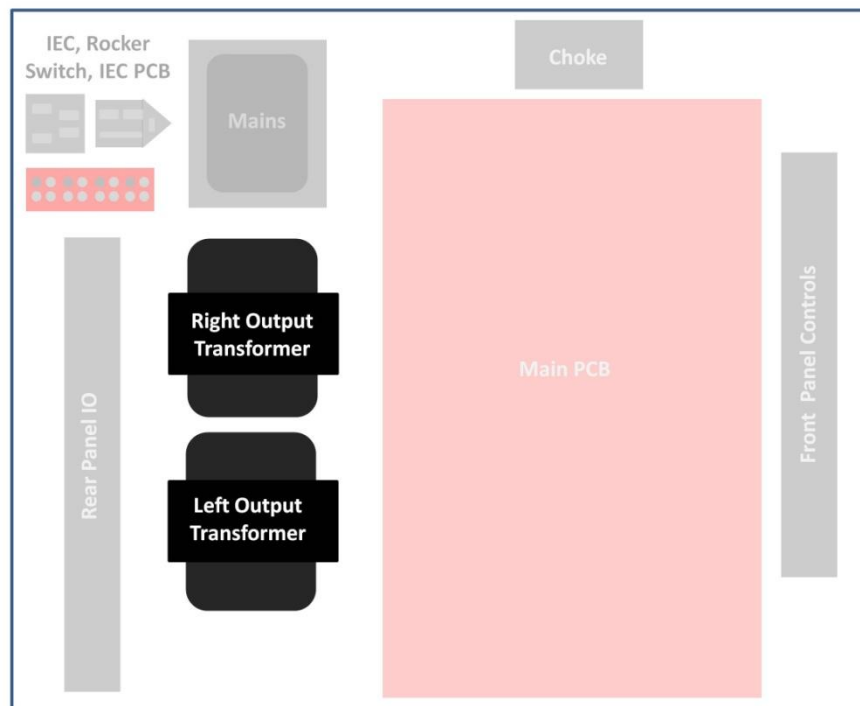 IEC, Rocker
Switch, IEC PCB
Mains
Choke
Right Output
Transformer
Left Output
Transformer
Rear Panel IO
Main PCB
Front Panel Controls